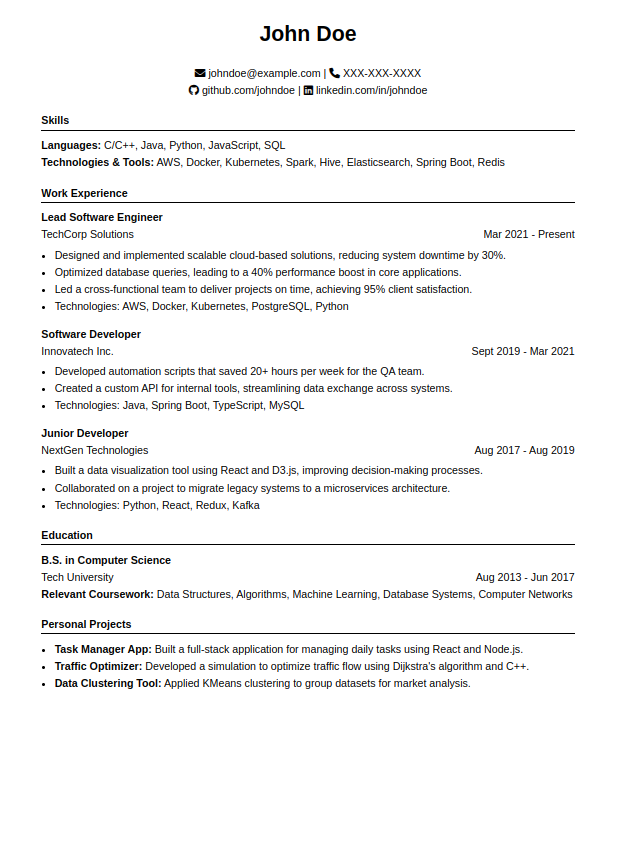 John Doe
johndoe@example.com | XXX-XXX-XXXX
github.com/johndoe | linkedin.com/in/johndoe
Skills
Languages: C/C++, Java, Python, JavaScript, SQL
Technologies & Tools: AWS, Docker, Kubernetes, Spark, Hive, Elasticsearch, Spring Boot, Redis
Work Experience
Lead Software Engineer
TechCorp Solutions Mar 2021 - Present
• Designed and implemented scalable cloud-based solutions, reducing system downtime by 30%.
• Optimized database queries, leading to a 40% performance boost in core applications.
• Led a cross-functional team to deliver projects on time, achieving 95% client satisfaction.
• Technologies: AWS, Docker, Kubernetes, PostgreSQL, Python
Software Developer
Innovatech Inc. Sept 2019 - Mar 2021
• Developed automation scripts that saved 20+ hours per week for the QA team.
• Created a custom API for internal tools, streamlining data exchange across systems.
• Technologies: Java, Spring Boot, TypeScript, MySQL
Junior Developer
NextGen Technologies Aug 2017 - Aug 2019
• Built a data visualization tool using React and D3.js, improving decision-making processes.
• Collaborated on a project to migrate legacy systems to a microservices architecture.
• Technologies: Python, React, Redux, Kafka
Education
B.S. in Computer Science
Tech University Aug 2013 - Jun 2017
Relevant Coursework: Data Structures, Algorithms, Machine Learning, Database Systems, Computer Networks
Personal Projects
• Task Manager App: Built a full-stack application for managing daily tasks using React and Node.js.
• Traffic Optimizer: Developed a simulation to optimize traffic flow using Dijkstra's algorithm and C++.
• Data Clustering Tool: Applied KMeans clustering to group datasets for market analysis.